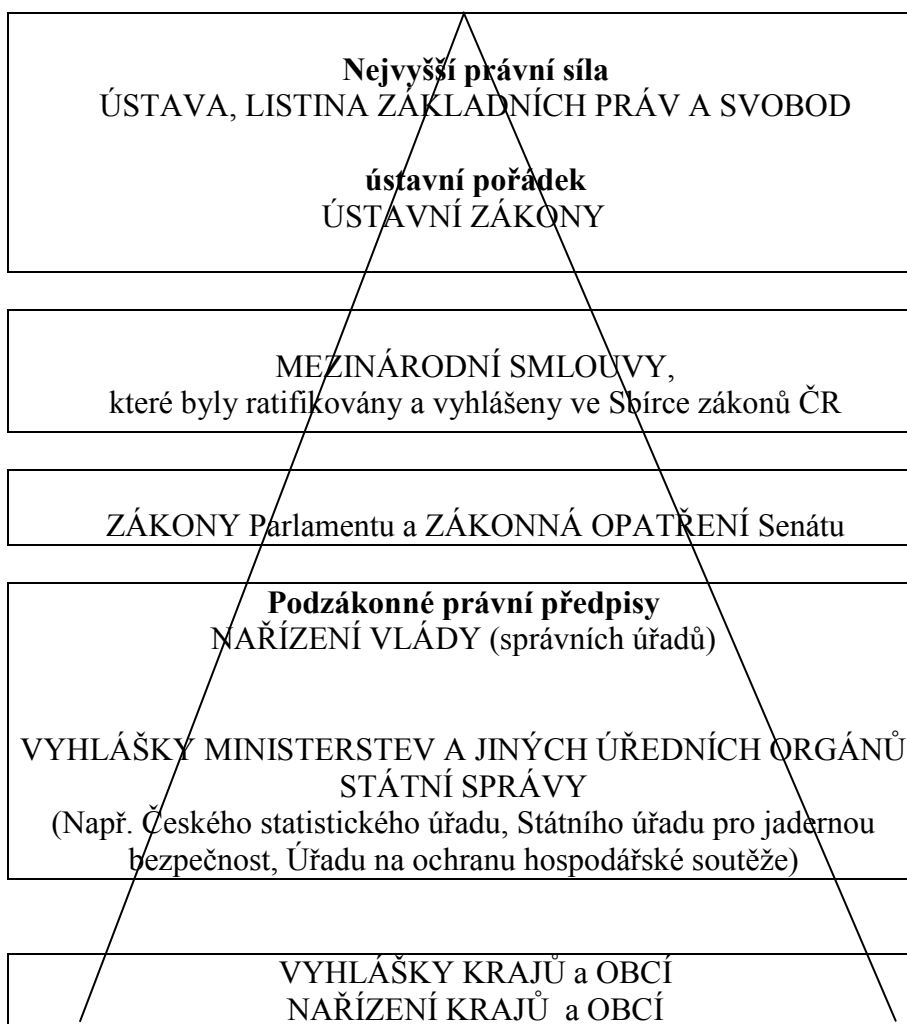 Nejvyšší právní síla
ÚSTAVA, LISTINA ZÁKLADNÍCH PRÁV A SVOBOD
ústavní pořádek
ÚSTAVNÍ ZÁKONY
MEZINÁRODNÍ SMLOUVY,
které byly ratifikovány a vyhlášeny ve Sbírce zákonů ČR
ZÁKONY Parlamentu a ZÁKONNÁ OPATŘENÍ Senátu
Podzákonné právní předpisy
NAŘÍZENÍ VLÁDY (správních úřadů)
VYHLÁŠKY MINISTERSTEV A JINÝCH ÚŘEDNÍCH ORGÁNŮ
STÁTNÍ SPRÁVY
(Např. Českého statistického úřadu, Státního úřadu pro jadernou
bezpečnost, Úřadu na ochranu hospodářské soutěže)
VYHLÁŠKY KRAJŮ a OBCÍ
NAŘÍZENÍ KRAJŮ a OBCÍ